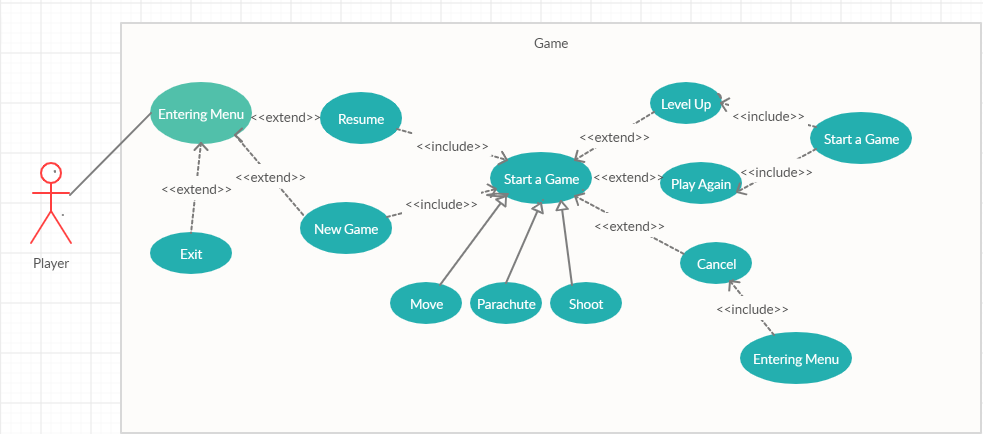 Game
Entering Menu
<<extend>>
Resume
<<include>>
Level Up
<<include>>
Start a Game
<<extend>>
Start a Game
<<extend>>
Play Again
<<include>>
<<extend>>
<<extend>>
<<include>>
New Game
<<extend>>
Exit
Cancel
Player
Move
Parachute
Shoot
<<include>>
Entering Menu